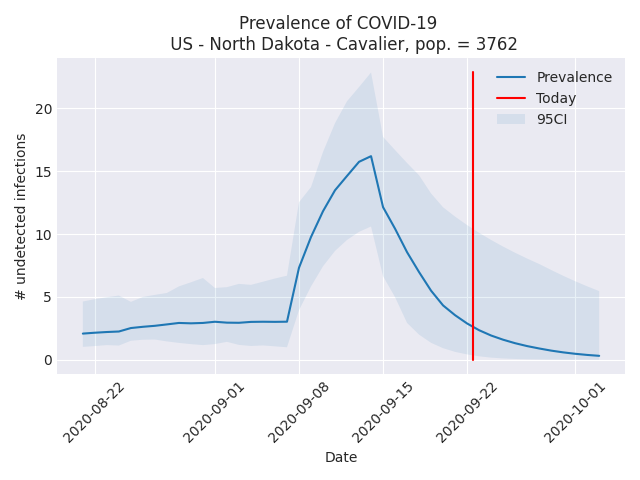 Prevalence of COVID-19
US - North Dakota - Cavalier, pop. = 3762
Prevalence
Today
95CI
# undetected infections
20
15
10
5
0
2020-08-22
2020-09-01
2020-09-08
2020-09-15
2020-09-22
2020-10-01
Date